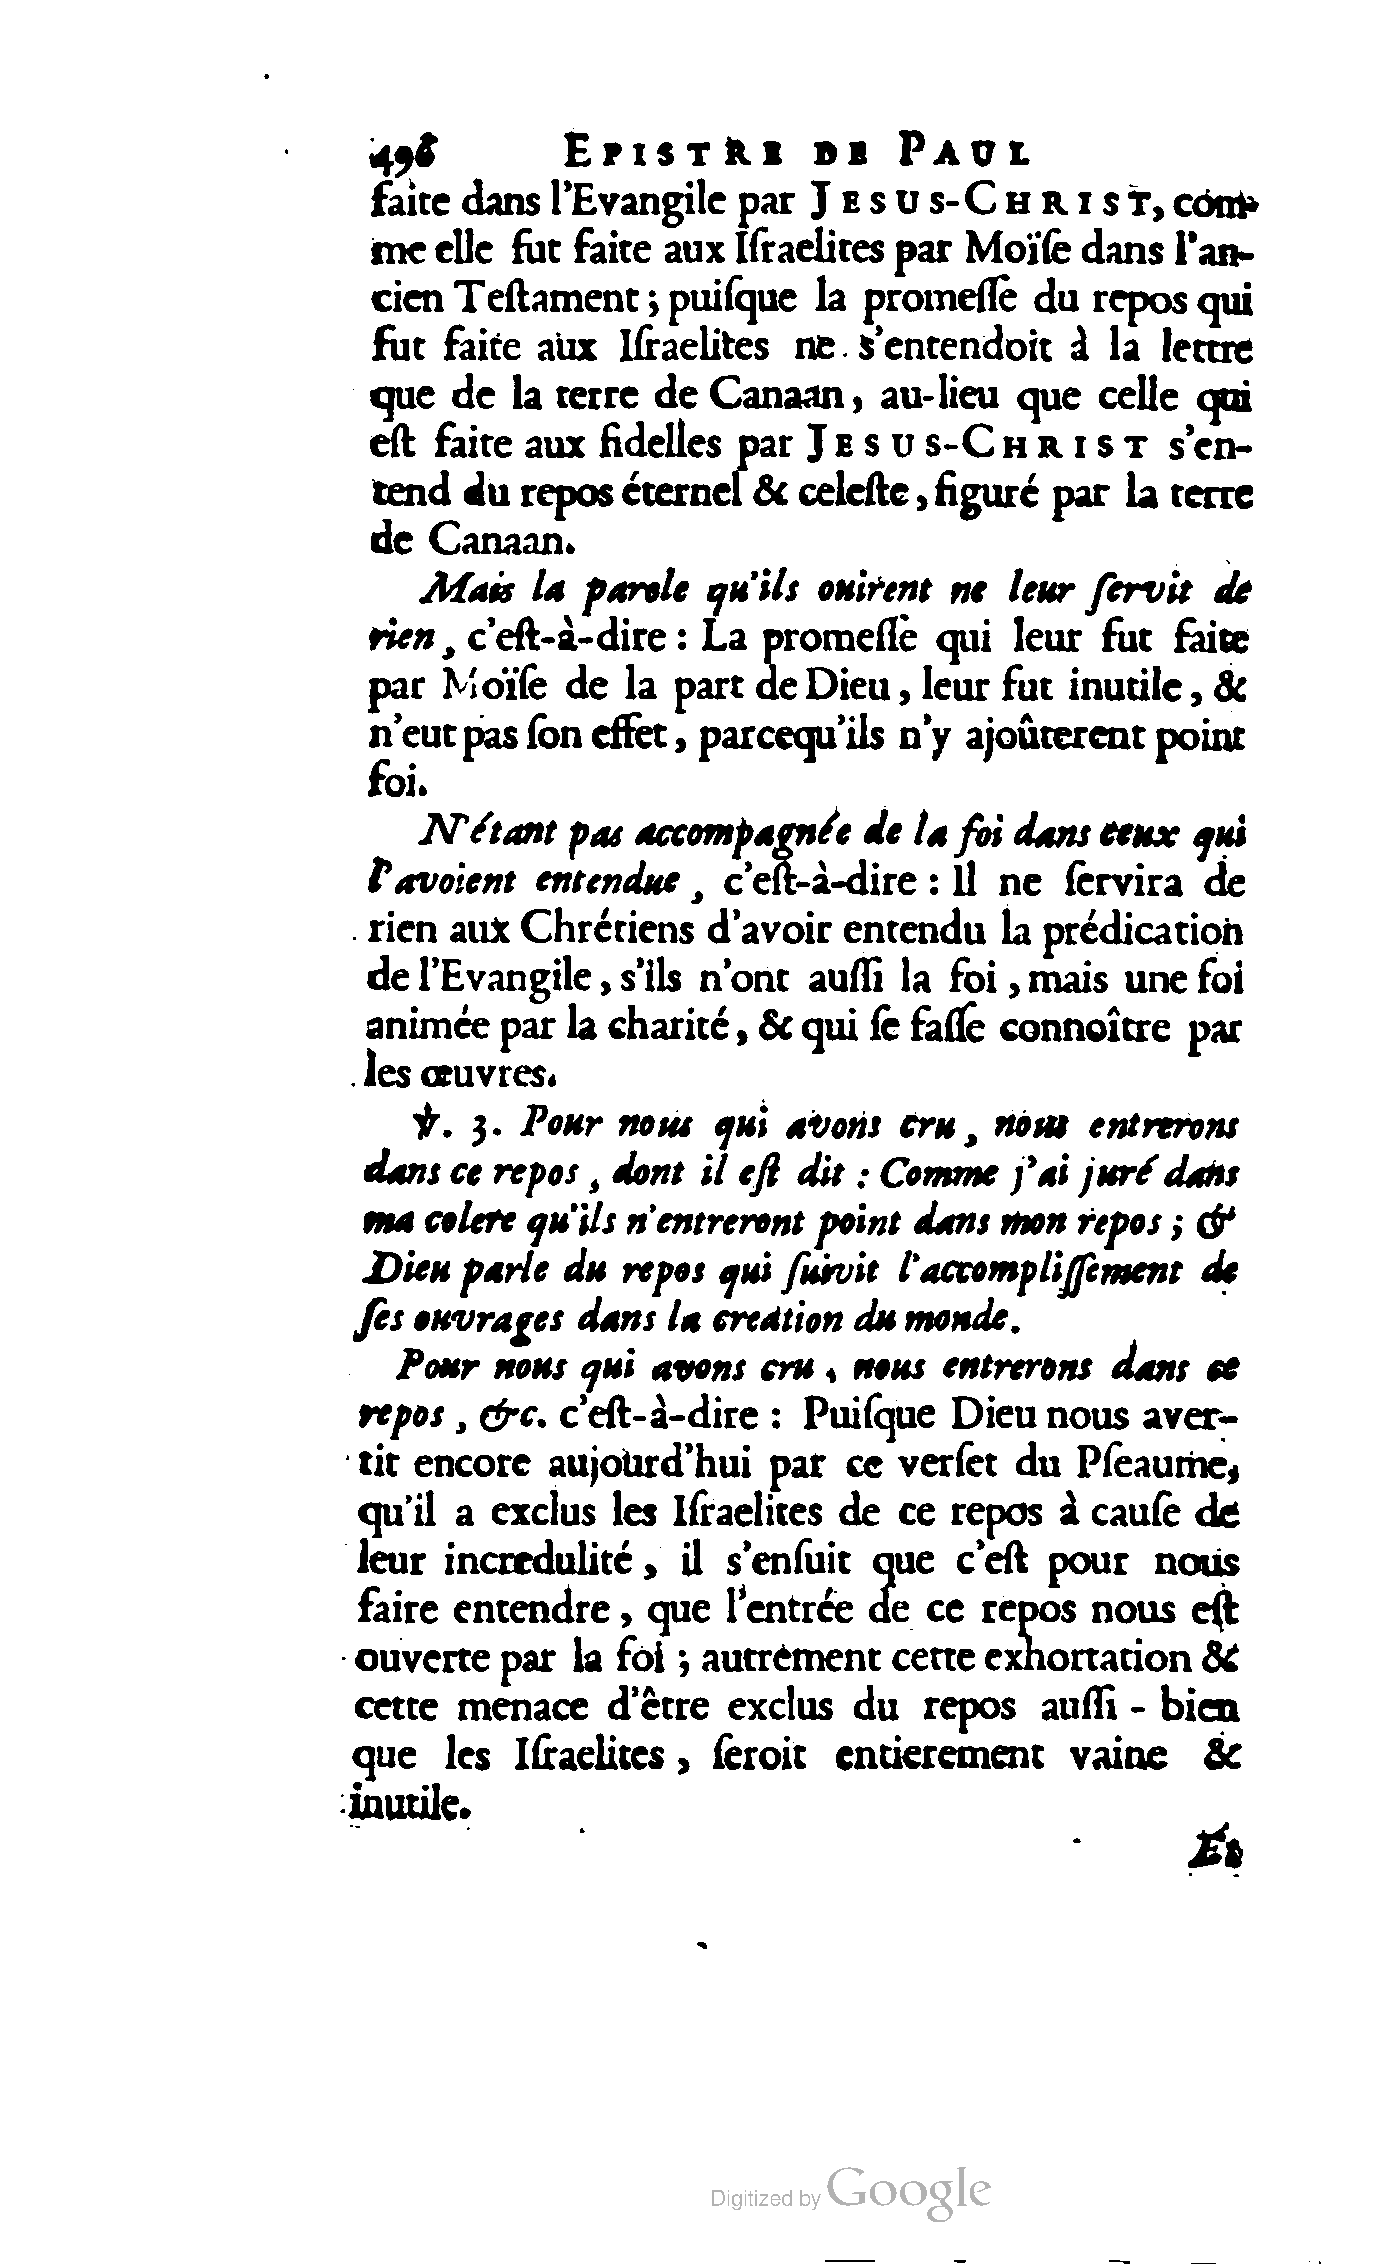 496 EPISTRE DE PAUL
faite dans l'Evangile par JESUS-CHRIST, com-
me elle fut faite aux Iſraelites par Moïſe dans l'an-
cien Teſtament ; puiſque la promeſſe du repos qui
fut faite aux Iſraelites ne s'entendoit à la lettre
que de la terre de Canaan, au-lieu que celle qui
eſt faite aux fidelles par JESUS-CHRIST s'en-
tend du repos éternel & celeſte, figuré par la terre
de Canaan.
Mais la parole qu'ils ouirent ne leur ſervit de
rien, c'eſt-à-dire : La promeſſe qui leur fut faite
par Moïſe de la part de Dieu, leur fut inutile, &
n'eut pas ſon effet, parcequ'ils n'y ajoûterent point
foi.
N'étant pas accompagnée de la foi dans ceux qui
l'avoient entendue, c'eſt-à-dire : Il ne ſervira de
rien aux Chrétiens d'avoir entendu la prédication
de l'Evangile, s'ils n'ont auſſi la foi, mais une foi
animée par la charité, & qui ſe faſſe connoître par
les œuvres.
℣. 3. Pour nous qui avons cru, nous entrerons
dans ce repos, dont il eſt dit : Comme j'ai juré dans
ma colere qu'ils n'entreront point dans mon repos ; &
Dieu parle du repos qui ſuivit l'accompliſſement de
ſes ouvrages dans la creation du monde.
Pour nous qui avons cru, nous entrerons dans ce
repos, &c. c'eſt-à-dire : Puiſque Dieu nous aver-
tit encore aujourd'hui par ce verſet du Pſeaume,
qu'il a exclus les Iſraelites de ce repos à cauſe de
leur incredulité, il s'enſuit que c'eſt pour nous
faire entendre, que l'entrée de ce repos nous eſt
ouverte par la foi ; autrement cette exhortation &
cette menace d'être exclus du repos auſſi-bien
que les Iſraelites, ſeroit entierement vaine &
inutile.
Et
Digitized by Google